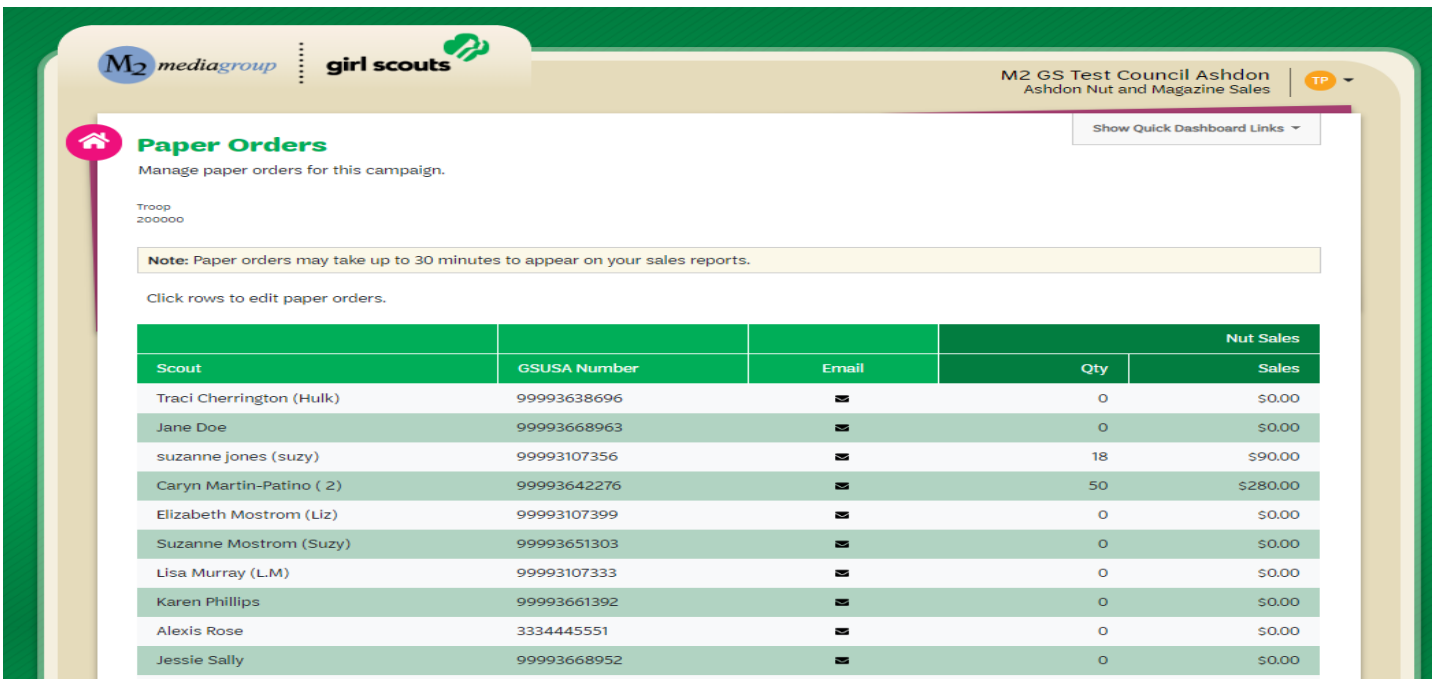 M2 mediagroup girl scouts
M2 GS Test Council Ashdon
Ashdon Nut and Magazine Sales
TP
Show Quick Dashboard Links
Paper Orders
Manage paper orders for this campaign.
Troop
200000
Note: Paper orders may take up to 30 minutes to appear on your sales reports.
Click rows to edit paper orders.
Nut Sales
Scout GSUSA Number Email Qty Sales
Traci Cherrington (Hulk) 99993638696 0 $0.00
Jane Doe 99993668963 0 $0.00
suzanne jones (suzy) 99993107356 18 $90.00
Caryn Martin-Patino ( 2) 99993642276 50 $280.00
Elizabeth Mostrom (Liz) 99993107399 0 $0.00
Suzanne Mostrom (Suzy) 99993651303 0 $0.00
Lisa Murray (L.M) 99993107333 0 $0.00
Karen Phillips 99993661392 0 $0.00
Alexis Rose 3334445551 0 $0.00
Jessie Sally 99993668952 0 $0.00